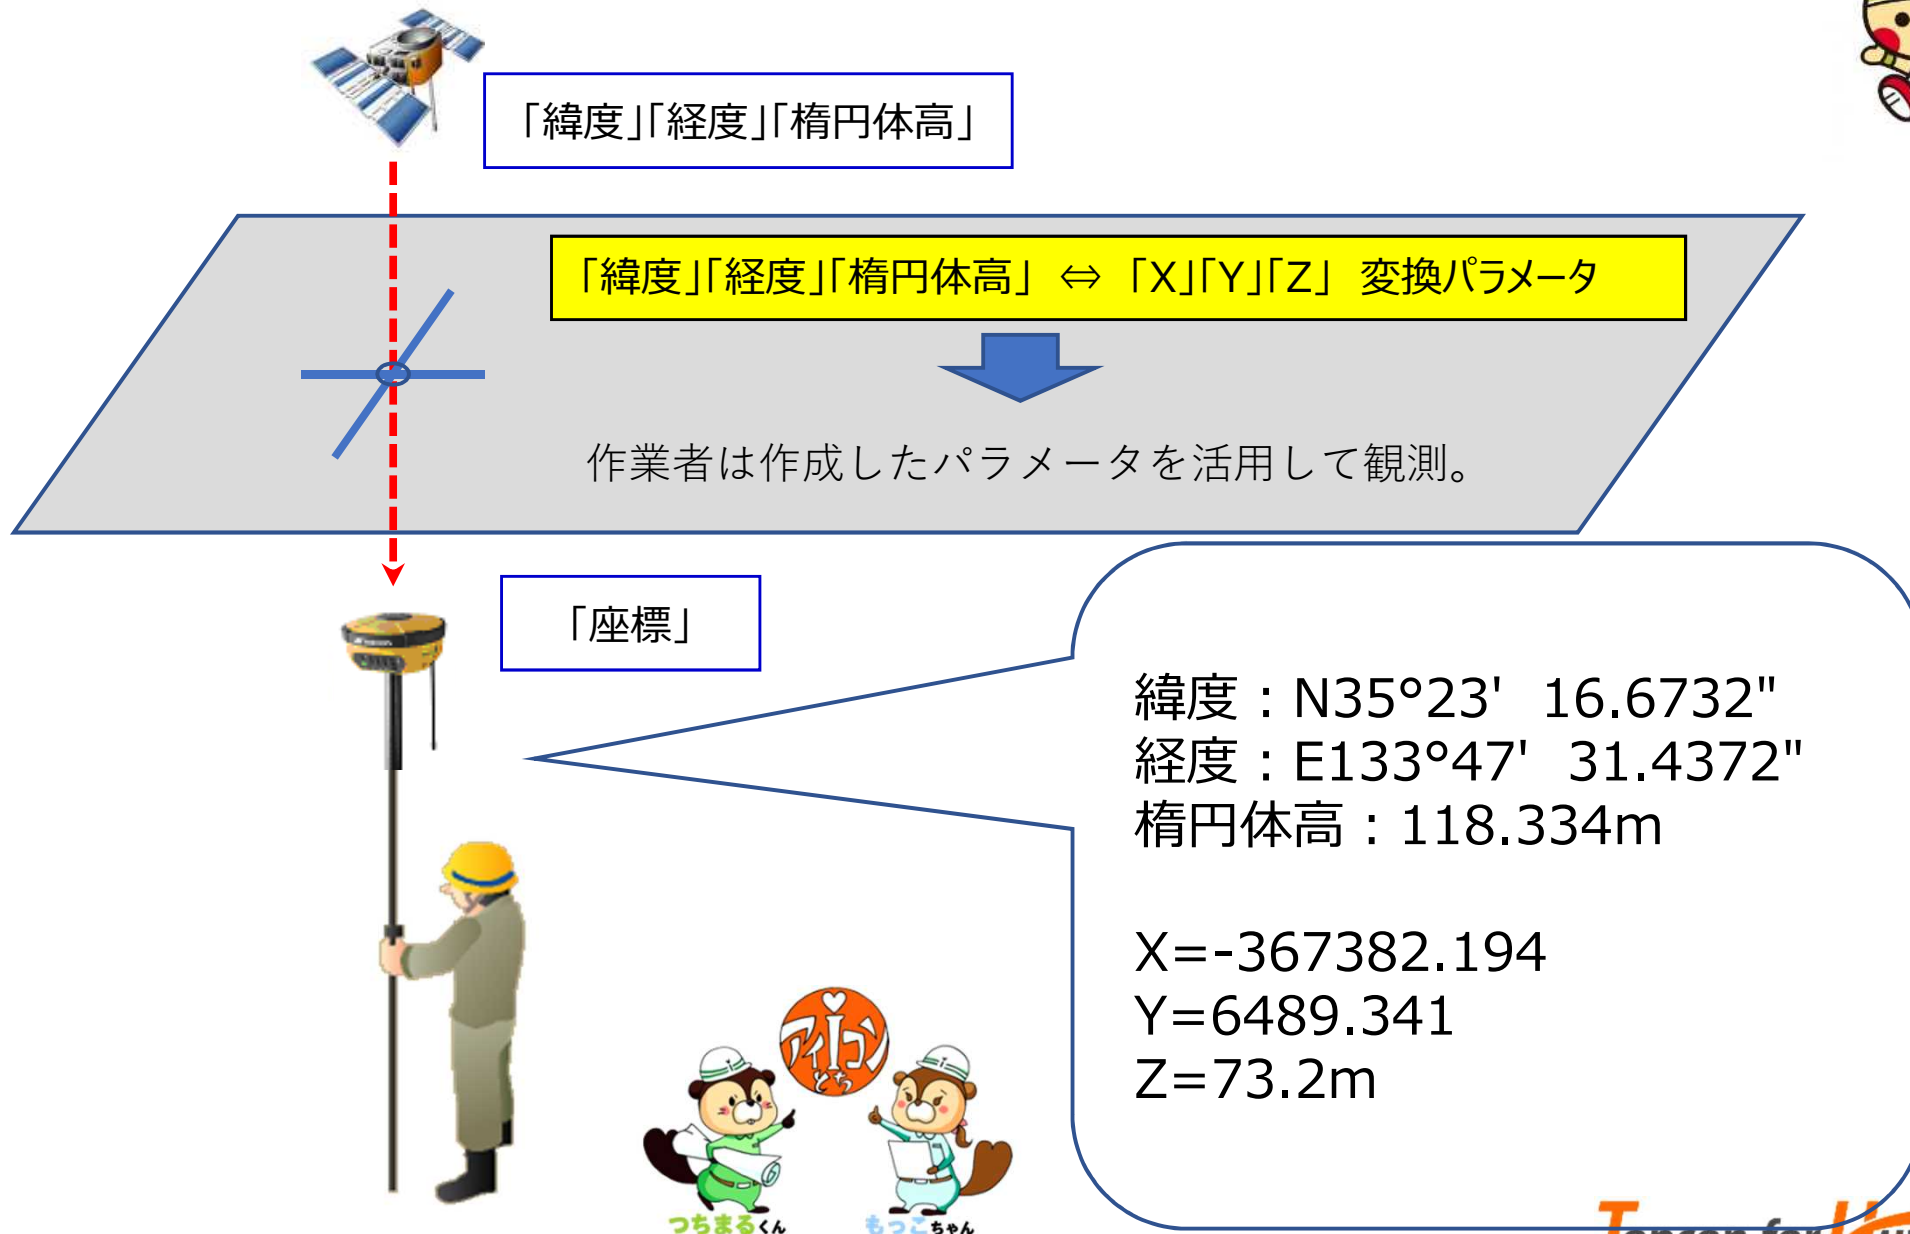 「緯度」「経度」「楕円体高」
「緯度」「経度」「楕円体高」 ⇔ 「X」「Y」「Z」 変換パラメータ
作業者は作成したパラメータを活用して観測。
「座標」
緯度：N35°23' 16.6732"
経度：E133°47' 31.4372"
楕円体高：118.334m
X=-367382.194
Y=6489.341
Z=73.2m
アイコン
とち
つちまるくん
もっこちゃん
Topcon for